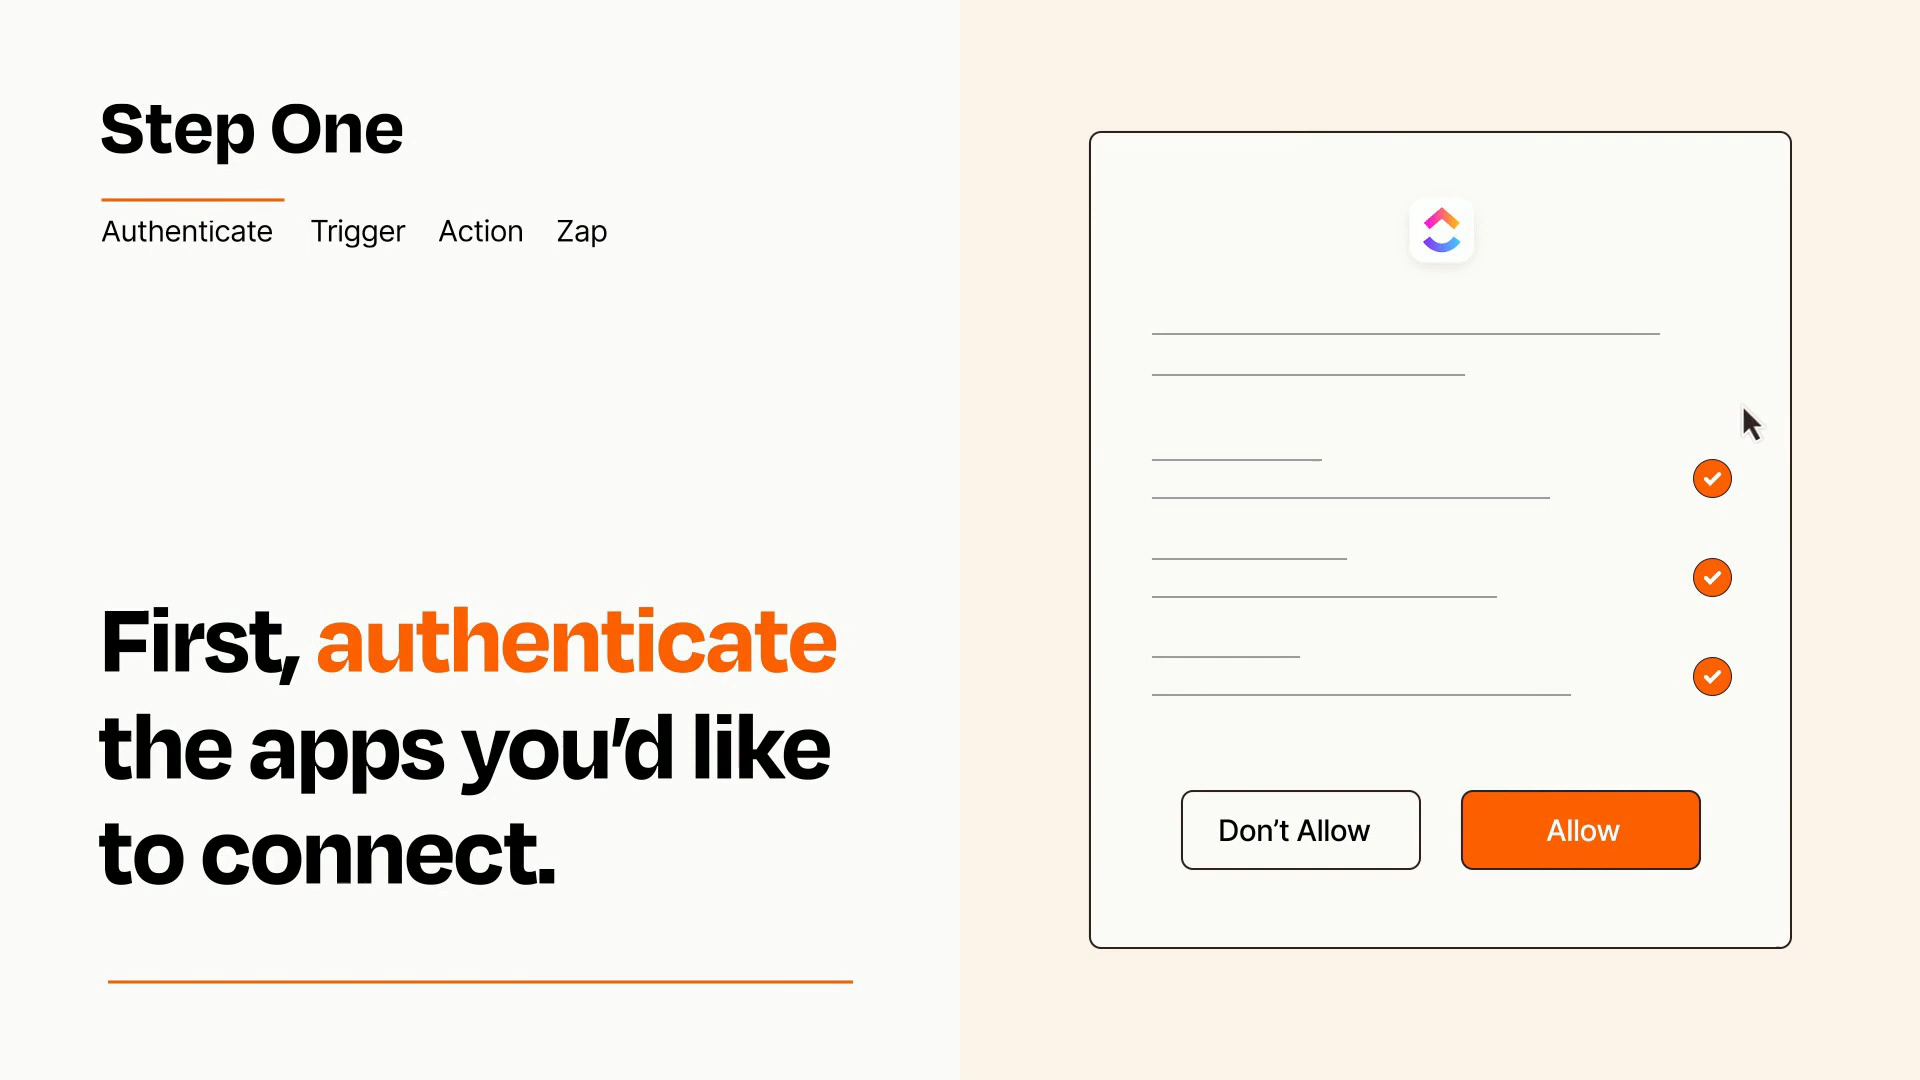 Step One
Authenticate Trigger Action Zap
First, authenticate
the apps you’d like
to connect.
Don’t Allow
Allow